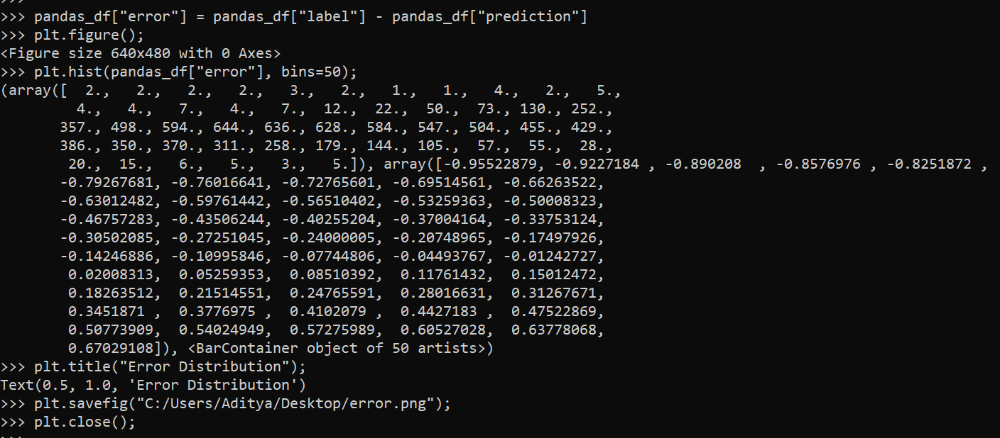 >>>
>>> pandas_df["error"] = pandas_df["label"] - pandas_df["prediction"]
>>> plt.figure();
<Figure size 640x480 with 0 Axes>
>>> plt.hist(pandas_df["error"], bins=50);
(array([  2.,   2.,   2.,   2.,   3.,   2.,   1.,   1.,   4.,   2.,   5.,
         4.,   4.,   7.,   4.,   7.,  12.,  22.,  50.,  73., 130., 252.,
       357., 498., 594., 644., 636., 628., 584., 547., 504., 455., 429.,
       386., 350., 370., 311., 258., 179., 144., 105.,  57.,  55.,  28.,
        20.,  15.,   6.,   5.,   3.,   5.]), array([-0.95522879, -0.9227184 , -0.890208  , -0.8576976 , -0.8251872 ,
       -0.79267681, -0.76016641, -0.72765601, -0.69514561, -0.66263522,
       -0.63012482, -0.59761442, -0.56510402, -0.53259363, -0.50008323,
       -0.46757283, -0.43506244, -0.40255204, -0.37004164, -0.33753124,
       -0.30502085, -0.27251045, -0.24000005, -0.20748965, -0.17497926,
       -0.14246886, -0.10995846, -0.07744806, -0.04493767, -0.01242727,
        0.02008313,  0.05259353,  0.08510392,  0.11761432,  0.15012472,
        0.18263512,  0.21514551,  0.24765591,  0.28016631,  0.31267671,
        0.3451871 ,  0.3776975 ,  0.4102079 ,  0.4427183 ,  0.47522869,
        0.50773909,  0.54024949,  0.57275989,  0.60527028,  0.63778068,
        0.67029108]), <BarContainer object of 50 artists>)
>>> plt.title("Error Distribution");
Text(0.5, 1.0, 'Error Distribution')
>>> plt.savefig("C:/Users/Aditya/Desktop/error.png");
>>> plt.close();
>>>